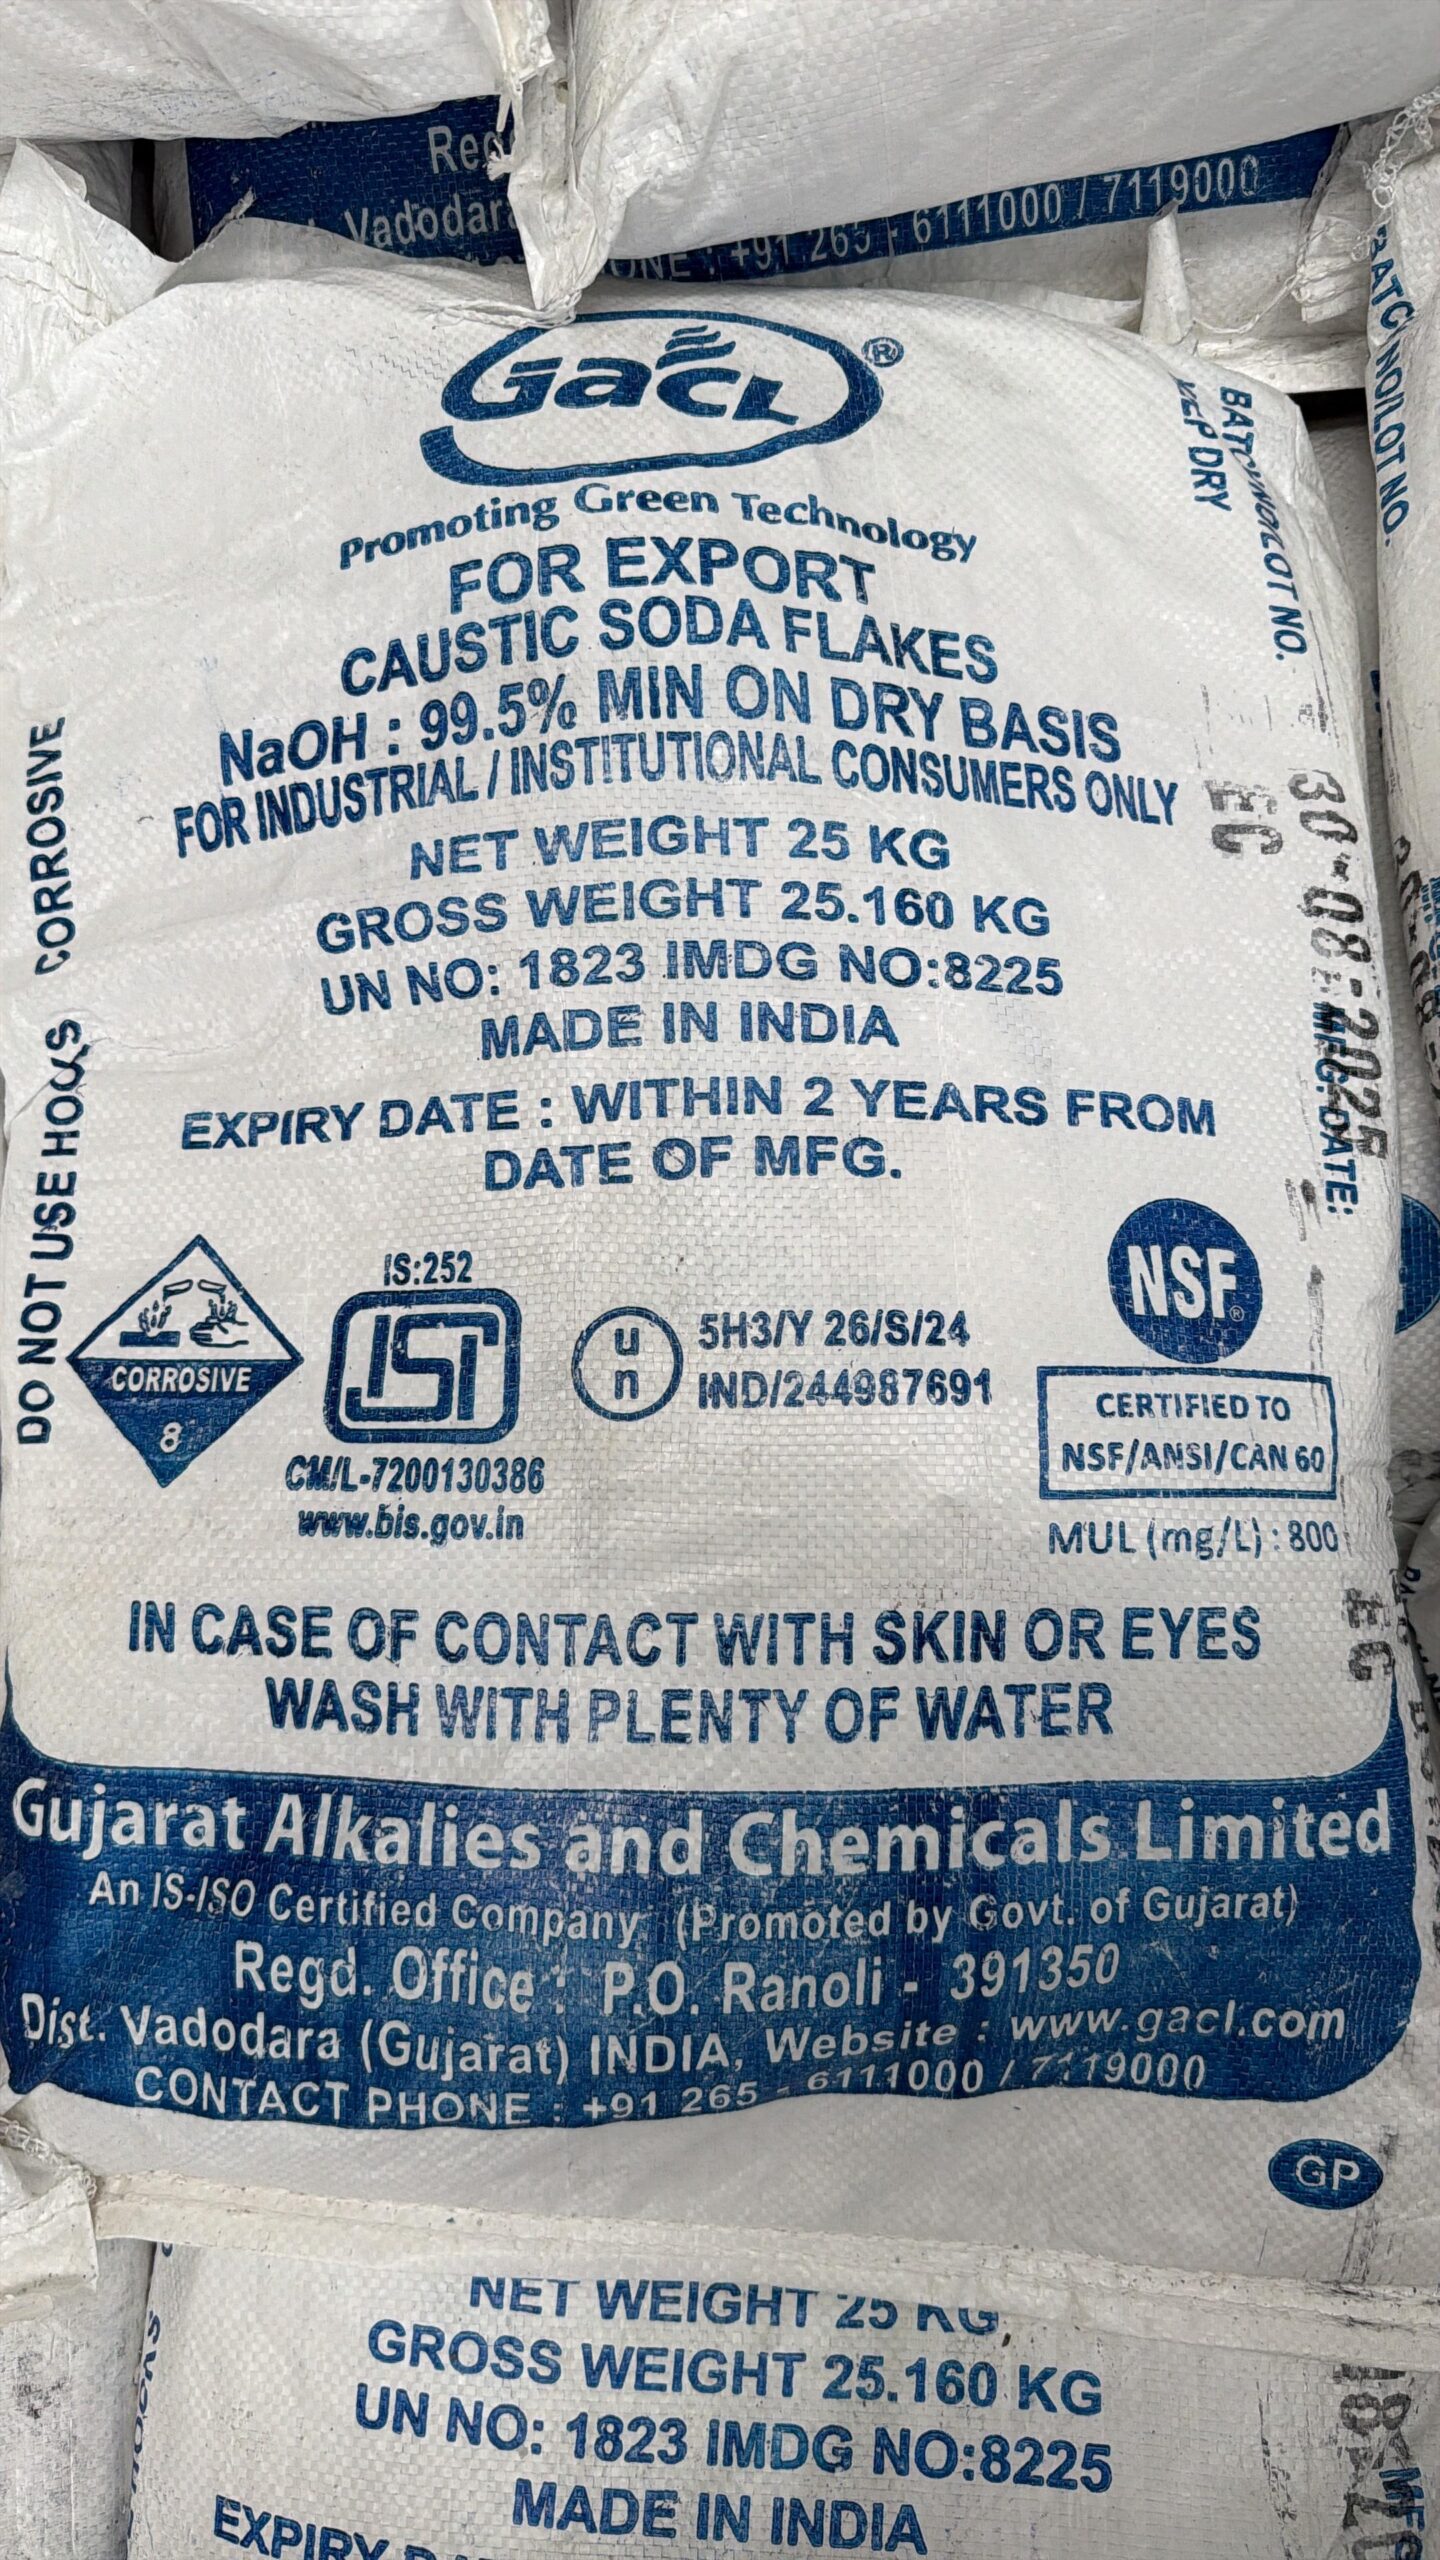 Vadodar
+91 265 - 6111000 / 7119000
GACL ®
Promoting Green Technology
FOR EXPORT
CAUSTIC SODA FLAKES
NaOH : 99.5% MIN ON DRY BASIS
FOR INDUSTRIAL / INSTITUTIONAL CONSUMERS ONLY
NET WEIGHT 25 KG
GROSS WEIGHT 25.160 KG
UN NO: 1823 IMDG NO:8225
MADE IN INDIA
EXPIRY DATE : WITHIN 2 YEARS FROM
DATE OF MFG.
DO NOT USE HOOKS CORROSIVE
KEEP DRY
BATCH NO/LOT NO.
30-08-2025
MFG. DATE:
EC
BATCH NO/LOT NO.
CORROSIVE
8
IS:252
ISI
CM/L-7200130386
www.bis.gov.in
un
5H3/Y 26/S/24
IND/244987691
NSF®
CERTIFIED TO
NSF/ANSI/CAN 60
MUL (mg/L) : 800
EC
IN CASE OF CONTACT WITH SKIN OR EYES
WASH WITH PLENTY OF WATER
Gujarat Alkalies and Chemicals Limited
An IS-ISO Certified Company (Promoted by Govt. of Gujarat)
Regd. Office : P.O. Ranoli - 391350
Dist. Vadodara (Gujarat) INDIA, Website : www.gacl.com
CONTACT PHONE : +91 265 - 6111000 / 7119000
GP
NET WEIGHT 25 KG
GROSS WEIGHT 25.160 KG
UN NO: 1823 IMDG NO:8225
MADE IN INDIA
EXPIRY